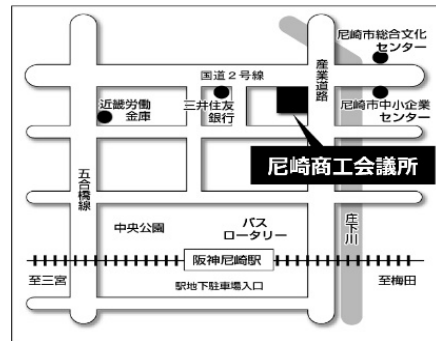 尼崎市総合文化
センター
国道２号線
産業道路
近畿労働
金庫
三井住友
銀行
尼崎市中小企業
センター
尼崎商工会議所
五合橋線
中央公園
バス
ロータリー
庄下川
阪神尼崎駅
至三宮
至梅田
駅地下駐車場入口